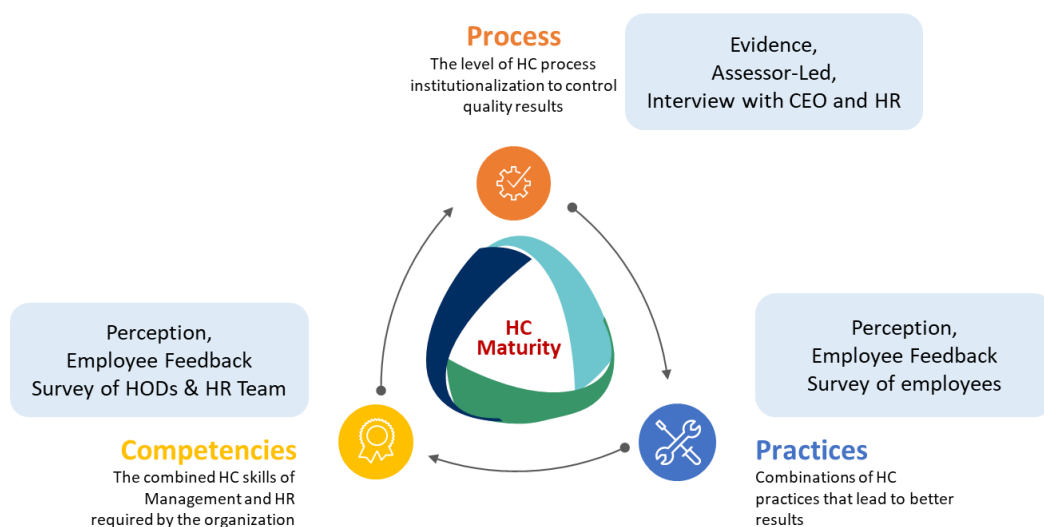 Process
The level of HC process
institutionalization to control
quality results
Evidence,
Assessor-Led,
Interview with CEO and HR
HC
Maturity
Perception,
Employee Feedback
Survey of HODs & HR Team
Competencies
The combined HC skills of
Management and HR
required by the organization
Perception,
Employee Feedback
Survey of employees
Practices
Combinations of HC
practices that lead to better
results